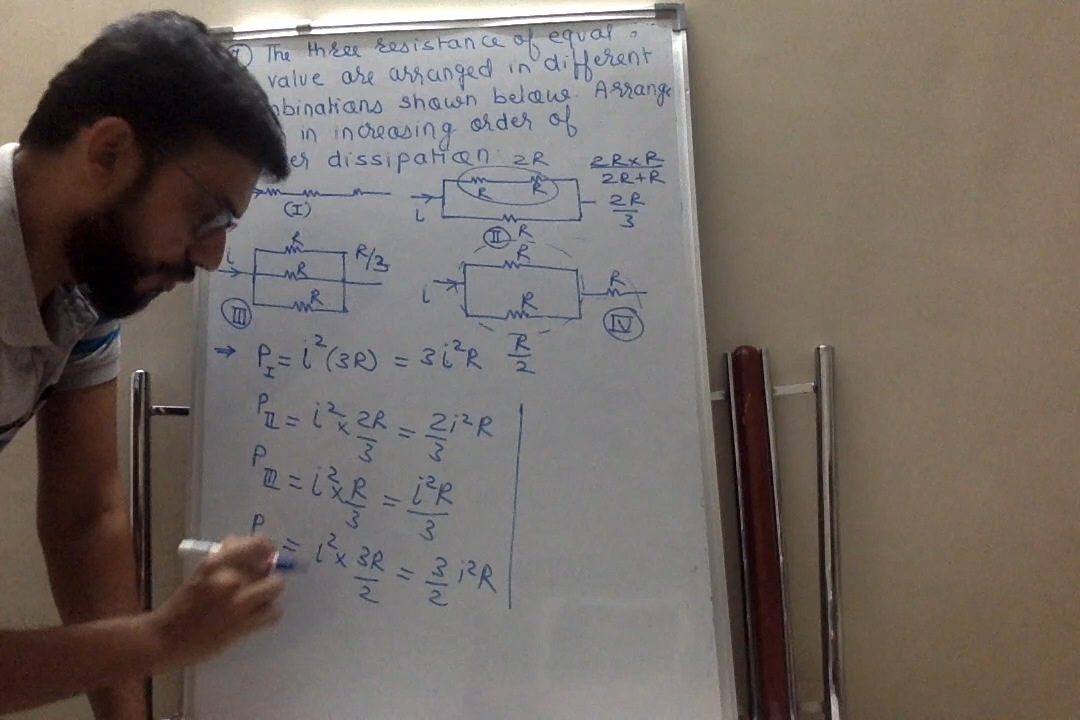 The three resistance of equal
value are arranged in different
binations shown below. Arrange
in increasing order of
er dissipation
2R
R R
i
R
(II)
2R×R
2R+R
2R
3
(I)
i
R
R
R
R/3
(III)
i
R
R
R
R
2
(IV)
⇒ P_I = i²(3R) = 3i²R
P_II = i² × 2R/3 = 2/3 i²R
P_III = i² × R/3 = i²R/3
P = i² × 3R/2 = 3/2 i²R